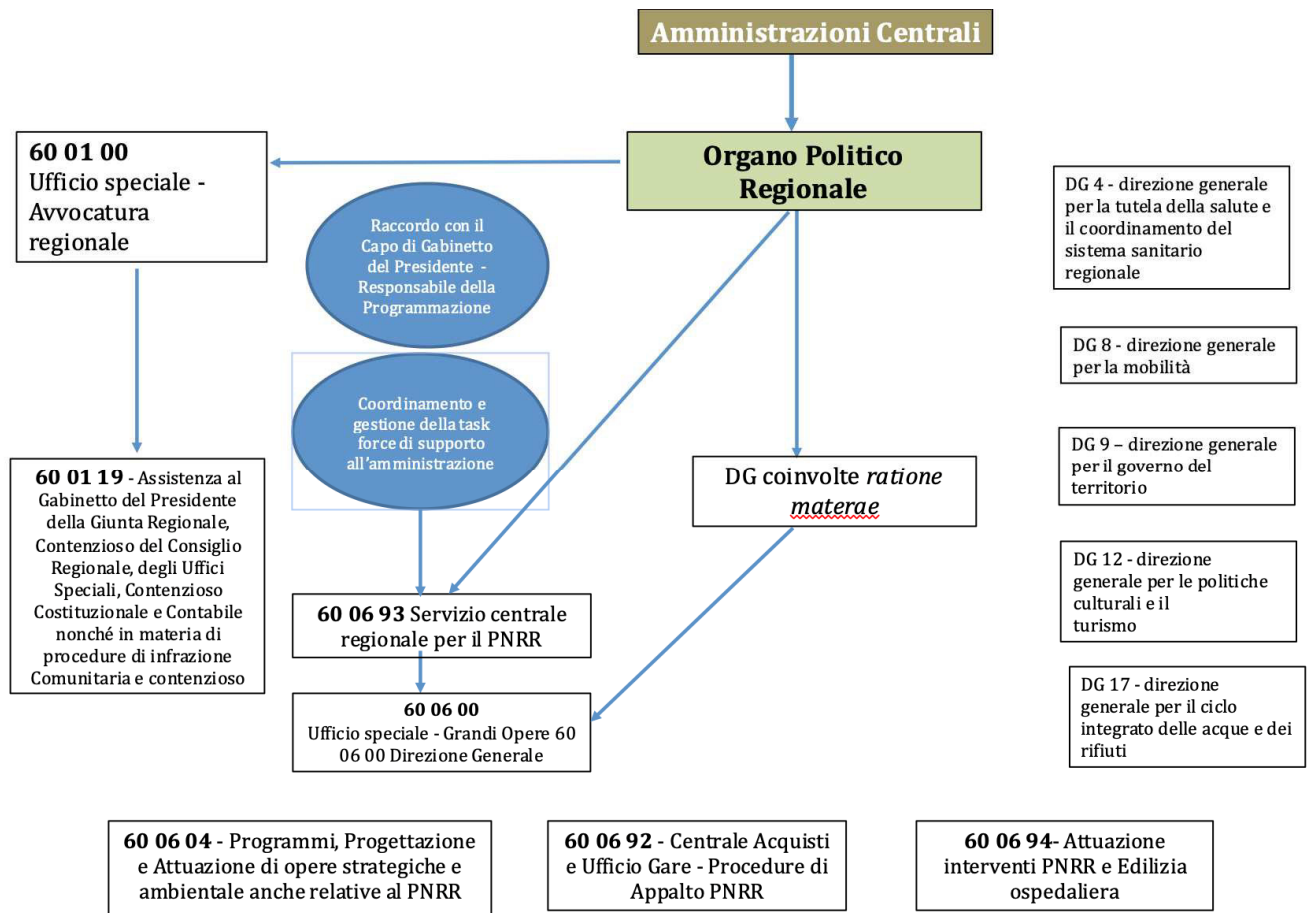 Amministrazioni Centrali
60 01 00
Ufficio speciale -
Avvocatura
regionale
Organo Politico
Regionale
Raccordo con il
Capo di Gabinetto
del Presidente -
Responsabile della
Programmazione
Coordinamento e
gestione della task
force di supporto
all'amministrazione
60 01 19 - Assistenza al
Gabinetto del Presidente
della Giunta Regionale,
Contenzioso del Consiglio
Regionale, degli Uffici
Speciali, Contenzioso
Costituzionale e Contabile
nonché in materia di
procedure di infrazione
Comunitaria e contenzioso
DG coinvolte ratione
materae
60 06 93 Servizio centrale
regionale per il PNRR
60 06 00
Ufficio speciale - Grandi Opere 60
06 00 Direzione Generale
DG 4 - direzione generale
per la tutela della salute e
il coordinamento del
sistema sanitario
regionale
DG 8 - direzione generale
per la mobilità
DG 9 – direzione generale
per il governo del
territorio
DG 12 - direzione
generale per le politiche
culturali e il
turismo
DG 17 - direzione
generale per il ciclo
integrato delle acque e dei
rifiuti
60 06 04 - Programmi, Progettazione
e Attuazione di opere strategiche e
ambientale anche relative al PNRR
60 06 92 - Centrale Acquisti
e Ufficio Gare - Procedure di
Appalto PNRR
60 06 94- Attuazione
interventi PNRR e Edilizia
ospedaliera